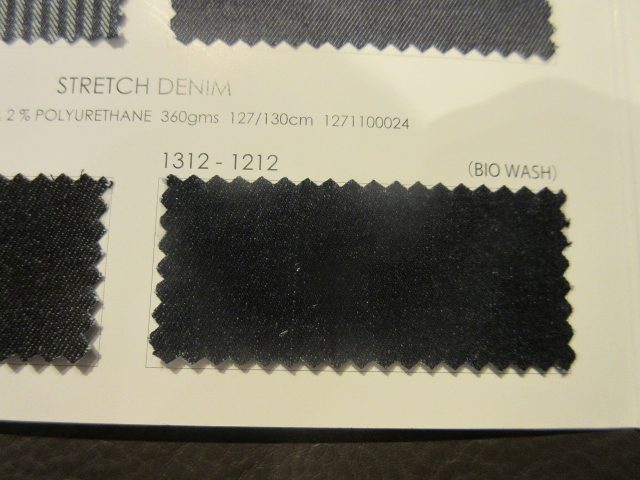 STRETCH DENIM
2 % POLYURETHANE 360gms 127/130cm 1271100024
1312 - 1212
(BIO WASH)